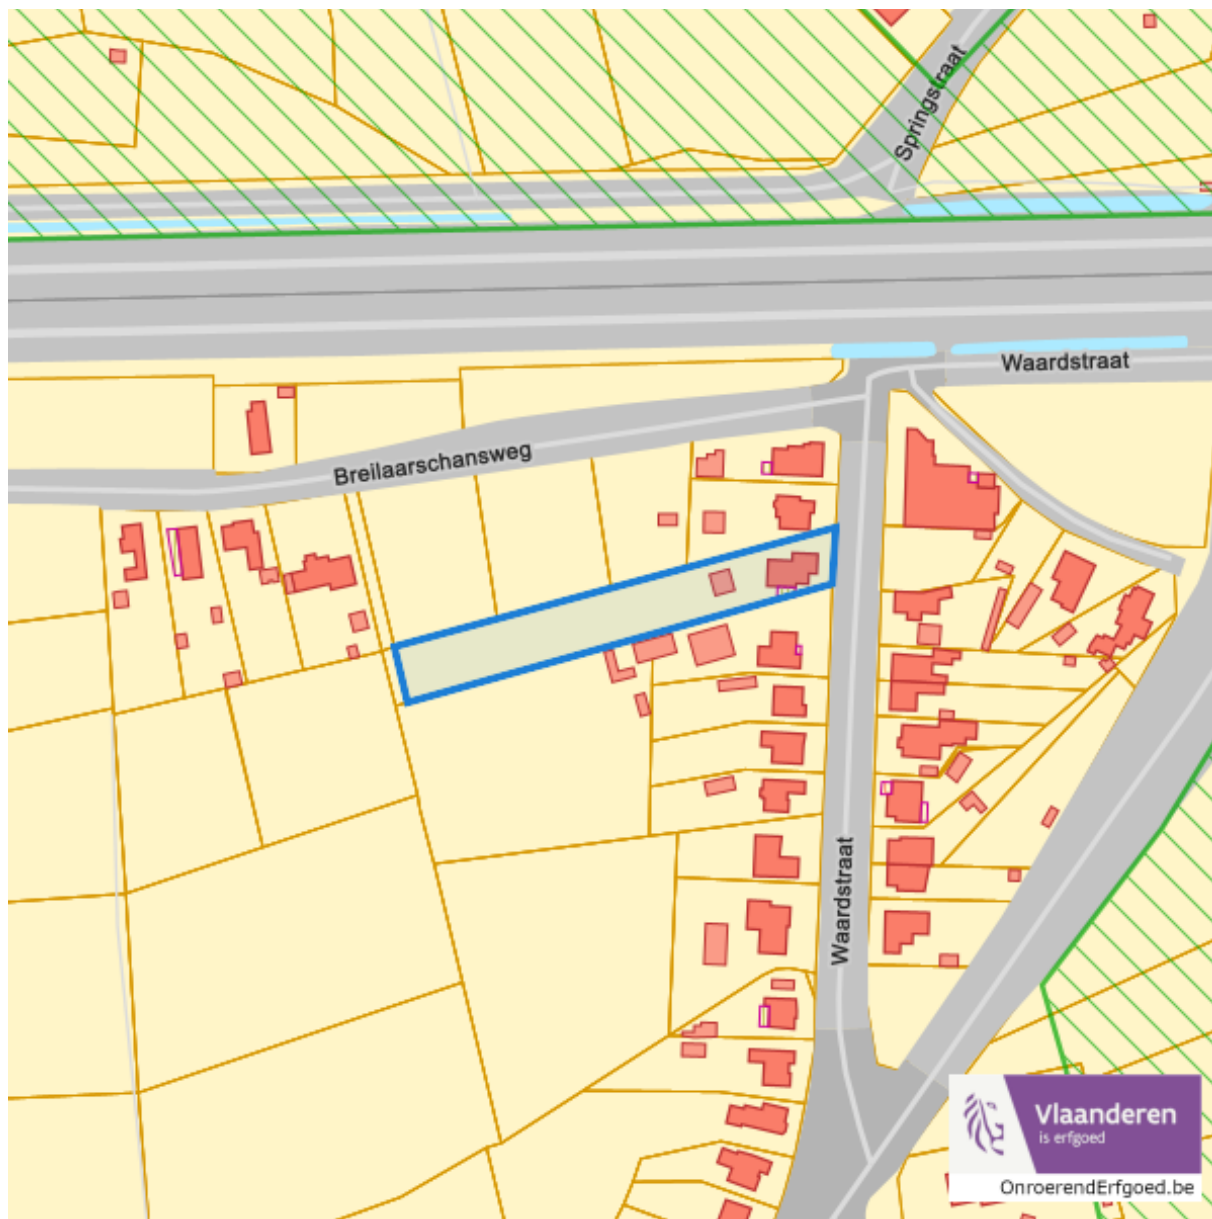 Springstraat
Waardstraat
Breilaarschansweg
Waardstraat
Vlaanderen
is erfgoed
OnroerendErfgoed.be